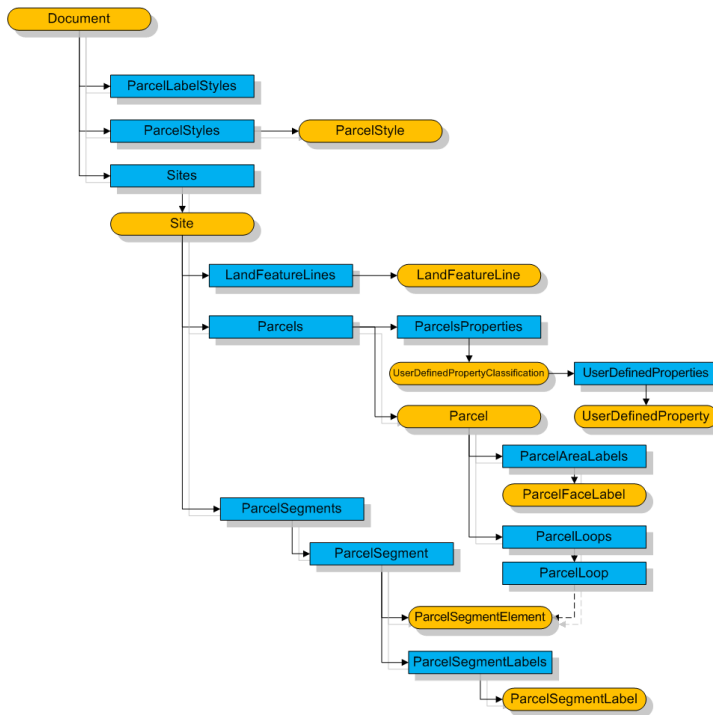 Document
ParcelLabelStyles
ParcelStyles
ParcelStyle
Sites
Site
LandFeatureLines
LandFeatureLine
Parcels
ParcelsProperties
UserDefinedPropertyClassification
UserDefinedProperties
Parcel
UserDefinedProperty
ParcelAreaLabels
ParcelFaceLabel
ParcelSegments
ParcelLoops
ParcelSegment
ParcelLoop
ParcelSegmentElement
ParcelSegmentLabels
ParcelSegmentLabel